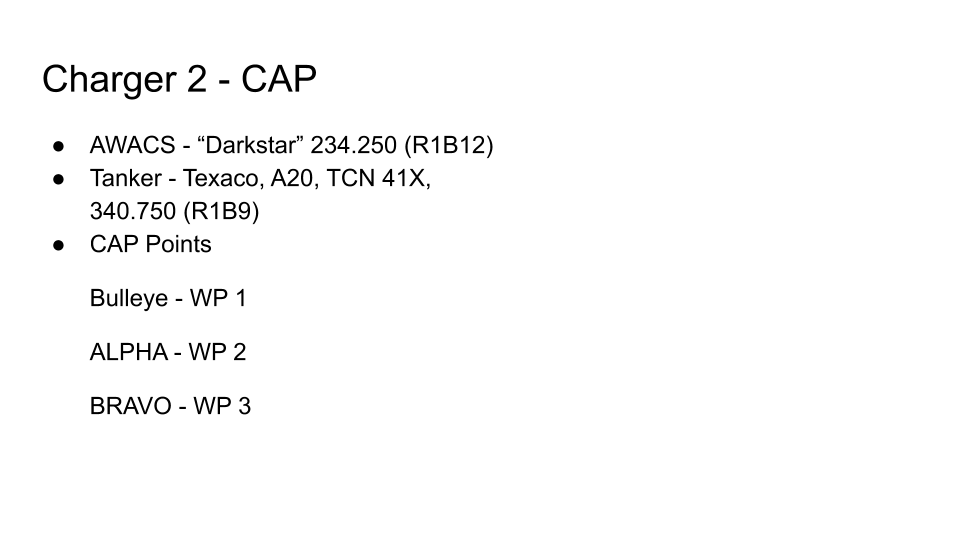 Charger 2 - CAP
● AWACS - “Darkstar” 234.250 (R1B12)
● Tanker - Texaco, A20, TCN 41X,
340.750 (R1B9)
● CAP Points
Bulleye - WP 1
ALPHA - WP 2
BRAVO - WP 3